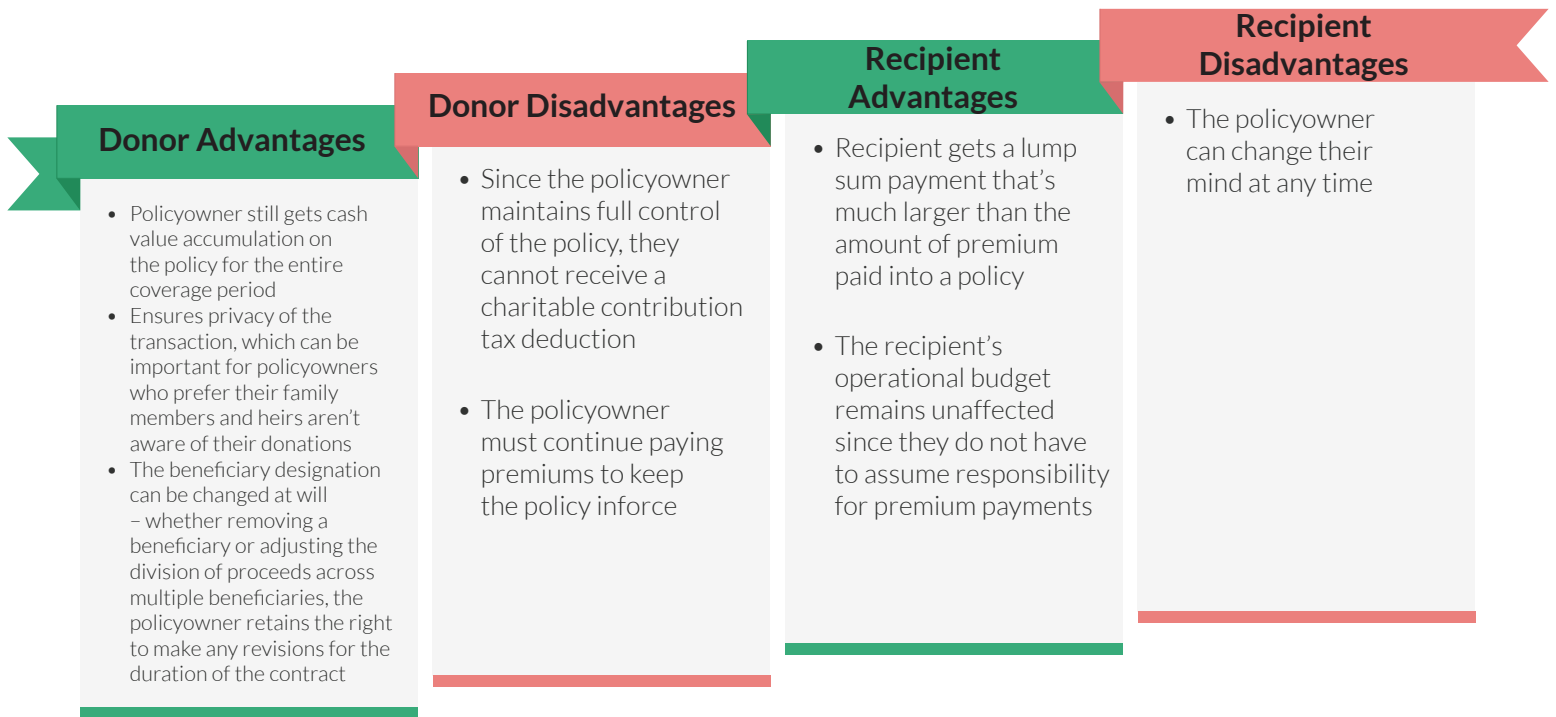 Donor Advantages
• Policyowner still gets cash
value accumulation on
the policy for the entire
coverage period
• Ensures privacy of the
transaction, which can be
important for policyowners
who prefer their family
members and heirs aren’t
aware of their donations
• The beneficiary designation
can be changed at will
– whether removing a
beneficiary or adjusting the
division of proceeds across
multiple beneficiaries, the
policyowner retains the right
to make any revisions for the
duration of the contract
Donor Disadvantages
• Since the policyowner
maintains full control
of the policy, they
cannot receive a
charitable contribution
tax deduction
• The policyowner
must continue paying
premiums to keep
the policy inforce
Recipient
Advantages
• Recipient gets a lump
sum payment that’s
much larger than the
amount of premium
paid into a policy
• The recipient’s
operational budget
remains unaffected
since they do not have
to assume responsibility
for premium payments
Recipient
Disadvantages
• The policyowner
can change their
mind at any time